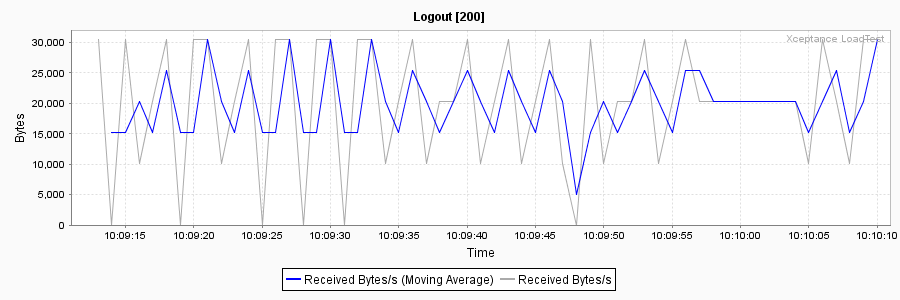 Logout [200]
Xceptance LoadTest
30,000
25,000
20,000
15,000
10,000
5,000
0
Bytes
10:09:15 10:09:20 10:09:25 10:09:30 10:09:35 10:09:40 10:09:45 10:09:50 10:09:55 10:10:00 10:10:05 10:10:10
Time
Received Bytes/s (Moving Average) Received Bytes/s